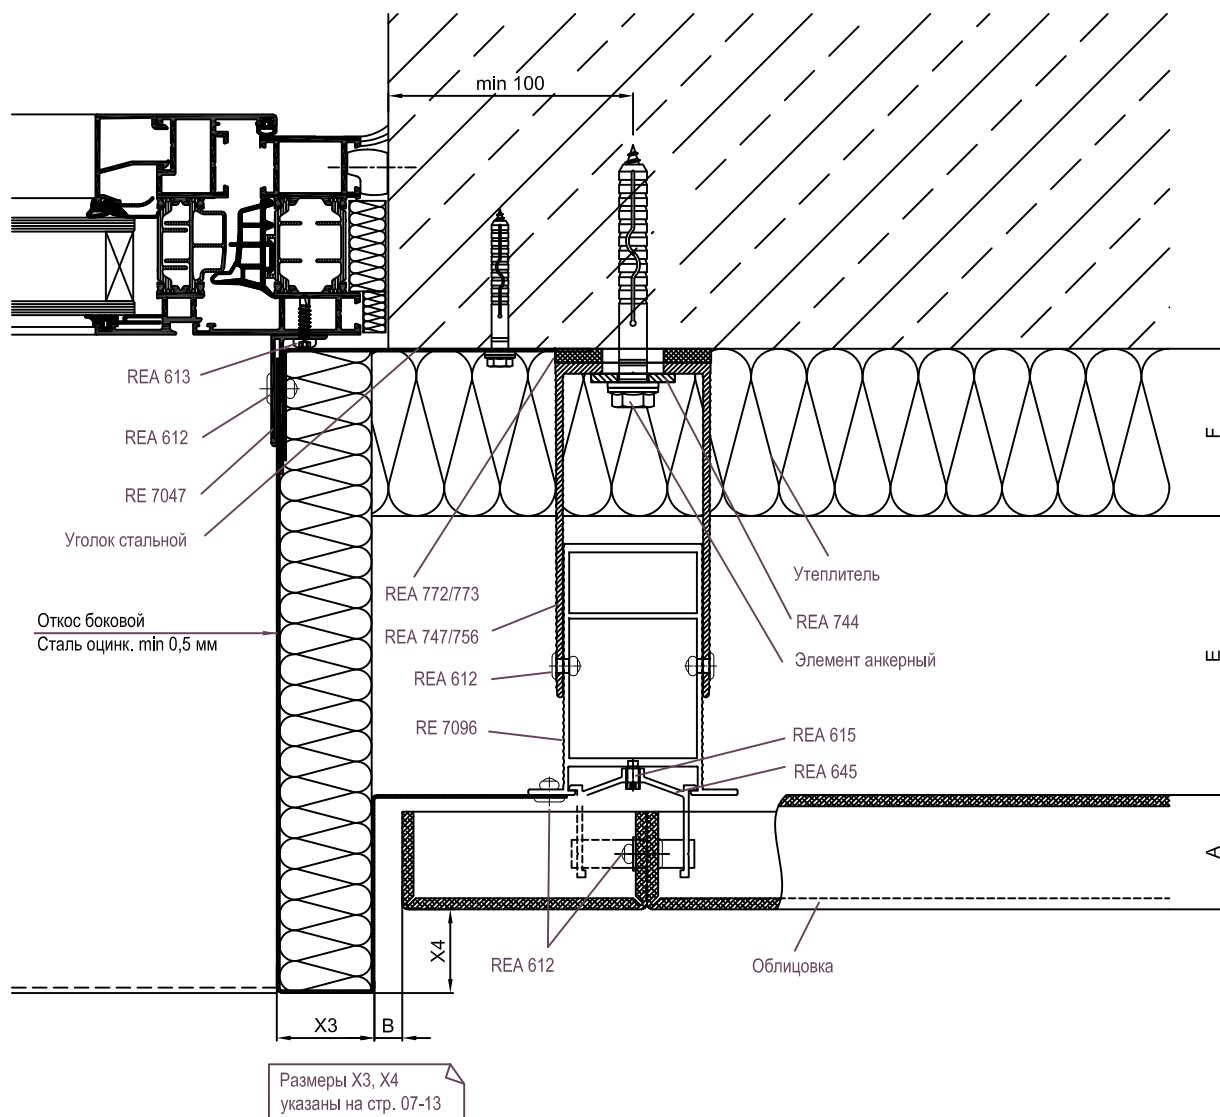 min 100
REA 613
REA 612
RE 7047
Уголок стальной
F
Утеплитель
REA 772/773
REA 744
Откос боковой
Сталь оцинк. min 0,5 мм
REA 747/756
Элемент анкерный
E
REA 612
RE 7096
REA 615
REA 645
A
X4
REA 612
Облицовка
X3
B
Размеры X3, X4
указаны на стр. 07-13